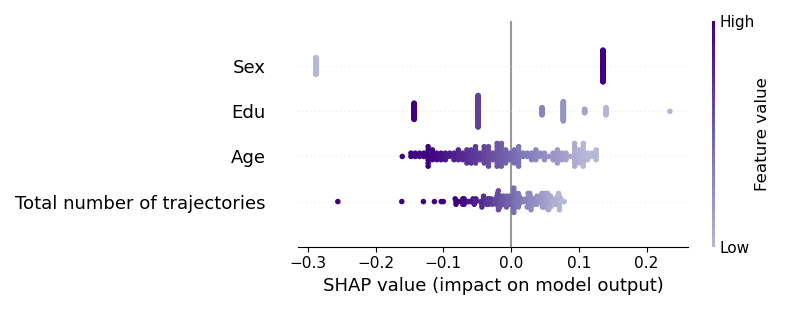 High
Sex
Edu
Age
Total number of trajectories
Feature value
Low
−0.3 −0.2 −0.1 0.0 0.1 0.2
SHAP value (impact on model output)